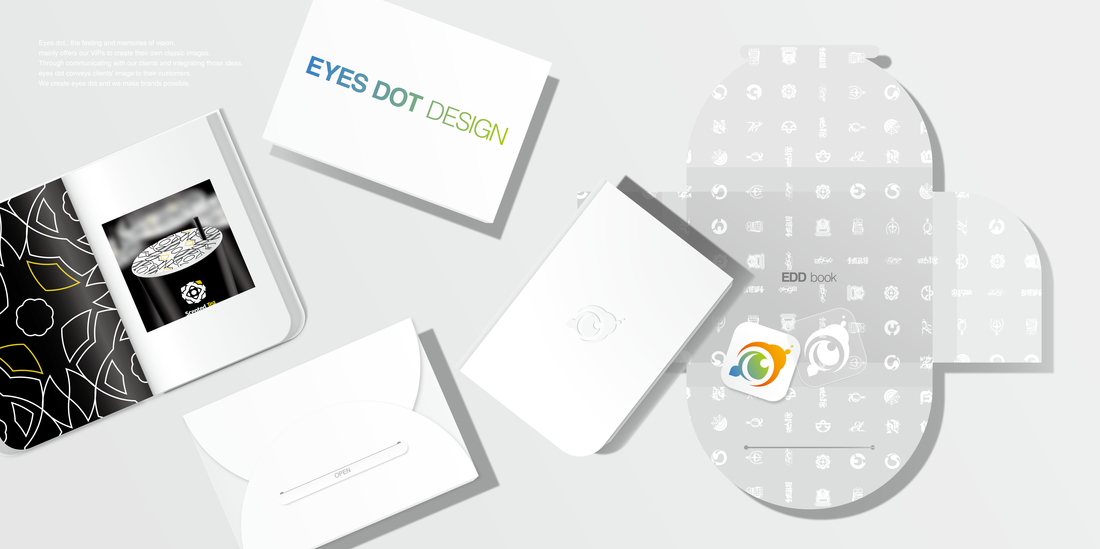 Eyes dot, the feeling and memories of vision,
mainly offers our VIPs to create their own poster images.
Through communicating with our clients and integrating those ideas,
eyes dot conveys clients' image to their customers.
We create eyes dot and we make brands possible.
EYES DOT DESIGN
EDD book
OPEN